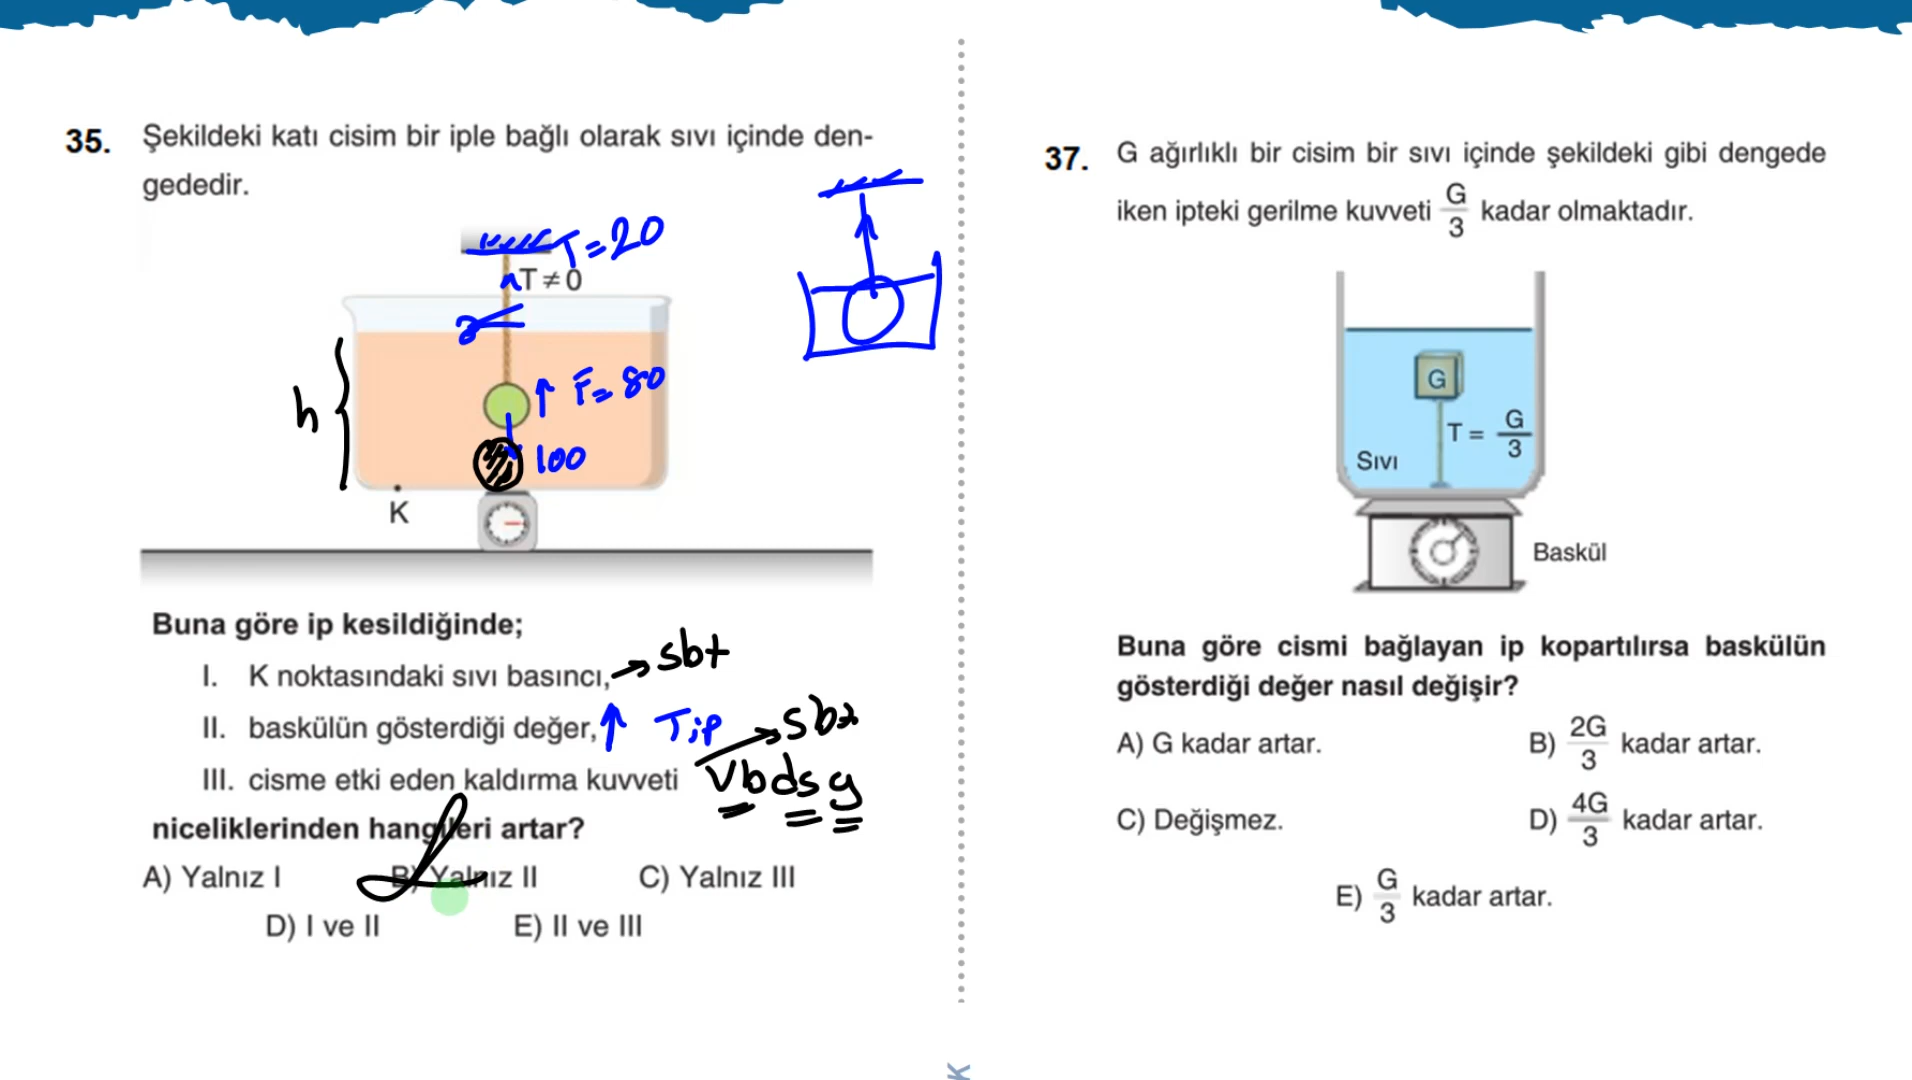 35. Şekildeki katı cisim bir iple bağlı olarak sıvı içinde den-
gededir.
T=20
T≠0
h
F=80
100
K
Buna göre ip kesildiğinde;
I. K noktasındaki sıvı basıncı, → sbt
II. baskülün gösterdiği değer, ↑ Tip → sbt
III. cisme etki eden kaldırma kuvveti Vbdsg
niceliklerinden hangileri artar?
A) Yalnız I B) Yalnız II C) Yalnız III
D) I ve II E) II ve III
37. G ağırlıklı bir cisim bir sıvı içinde şekildeki gibi dengede
iken ipteki gerilme kuvveti G/3 kadar olmaktadır.
G
T = G/3
Sıvı
Baskül
Buna göre cismi bağlayan ip kopartılırsa baskülün
gösterdiği değer nasıl değişir?
A) G kadar artar. B) 2G/3 kadar artar.
C) Değişmez. D) 4G/3 kadar artar.
E) G/3 kadar artar.
K